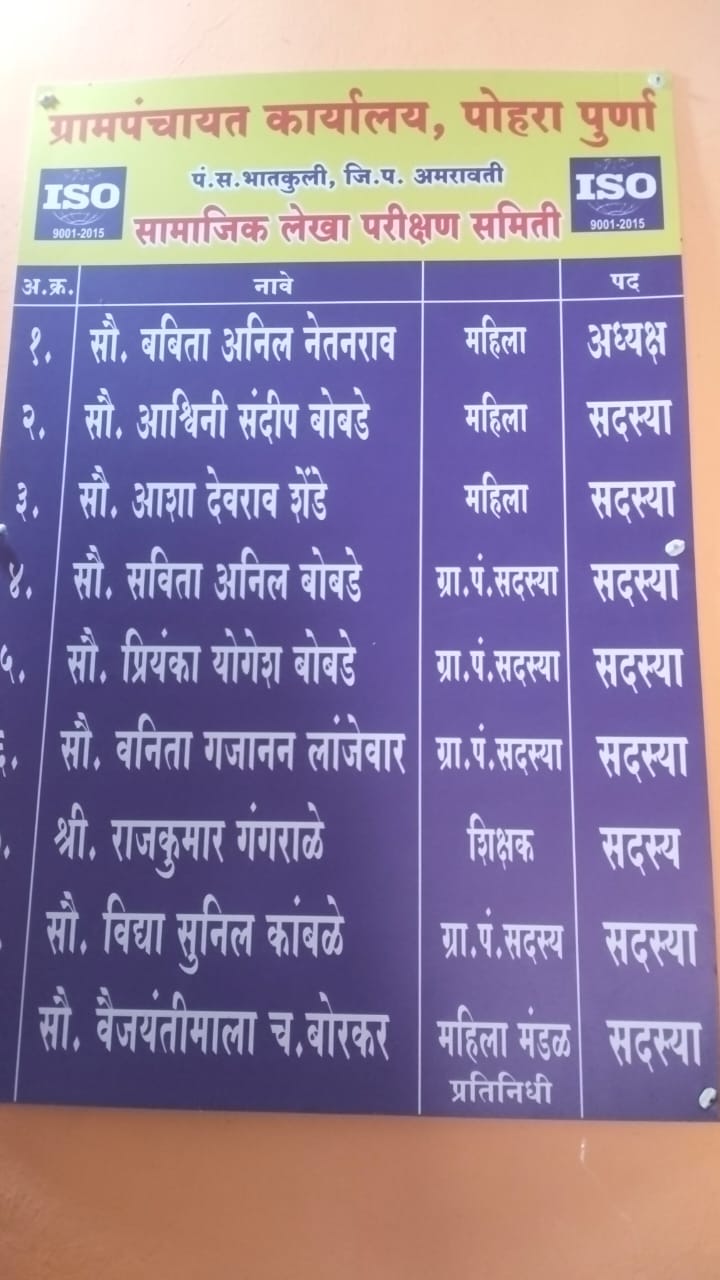 ग्रामपंचायत कार्यालय, पोहरा पुर्णा
ISO 9001-2015
पं.स.भातकुली, जि.प. अमरावती
ISO 9001-2015
सामाजिक लेखा परीक्षण समिती
अ.क्र. नावे पद
१. सौ. बबिता अनिल नेतनराव महिला अध्यक्ष
२. सौ. आश्विनी संदीप बोबडे महिला सदस्या
३. सौ. आशा देवराव शेंडे महिला सदस्या
४. सौ. सविता अनिल बोबडे ग्रा.पं.सदस्या सदस्या
५. सौ. प्रियंका योगेश बोबडे ग्रा.पं.सदस्या सदस्या
६. सौ. वनिता गजानन लांजेवार ग्रा.पं.सदस्या सदस्या
श्री. राजकुमार गंगराळे शिक्षक सदस्य
सौ. विद्या सुनिल कांबळे ग्रा.पं.सदस्य सदस्या
सौ. वैजयंतीमाला च.बोरकर महिला मंडळ सदस्या
प्रतिनिधी